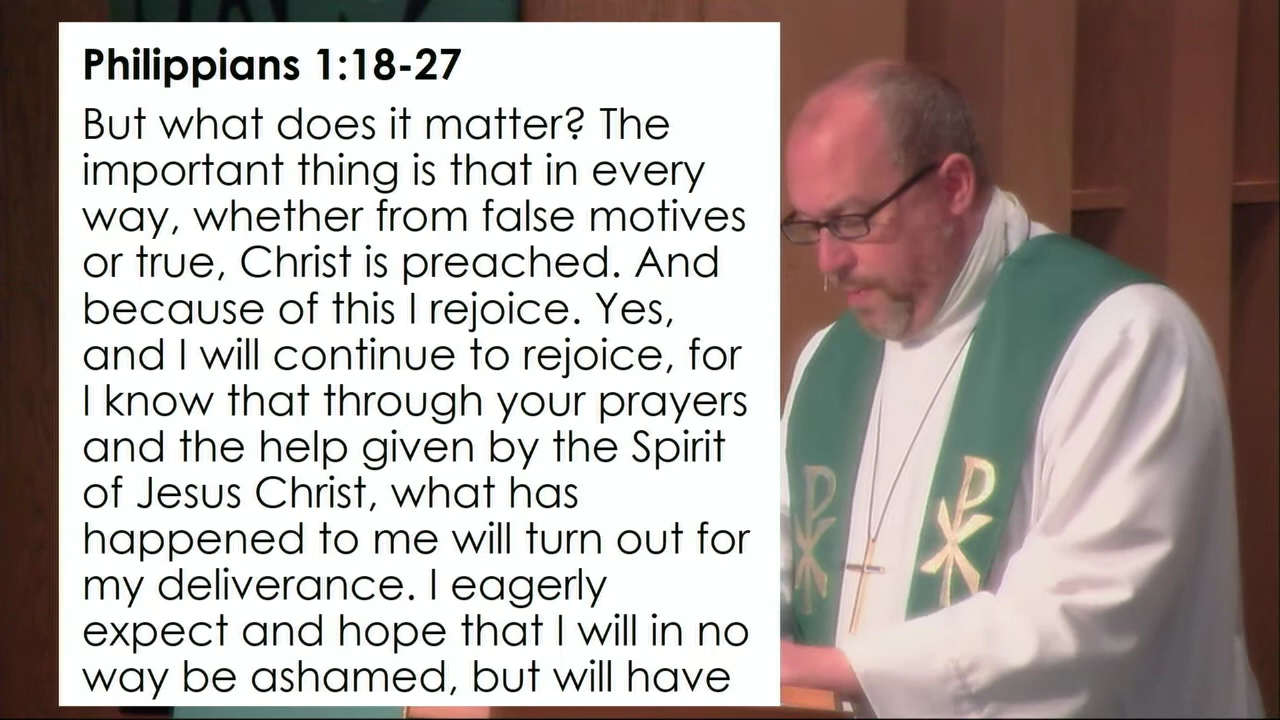 Philippians 1:18-27
But what does it matter? The
important thing is that in every
way, whether from false motives
or true, Christ is preached. And
because of this I rejoice. Yes,
and I will continue to rejoice, for
I know that through your prayers
and the help given by the Spirit
of Jesus Christ, what has
happened to me will turn out for
my deliverance. I eagerly
expect and hope that I will in no
way be ashamed, but will have